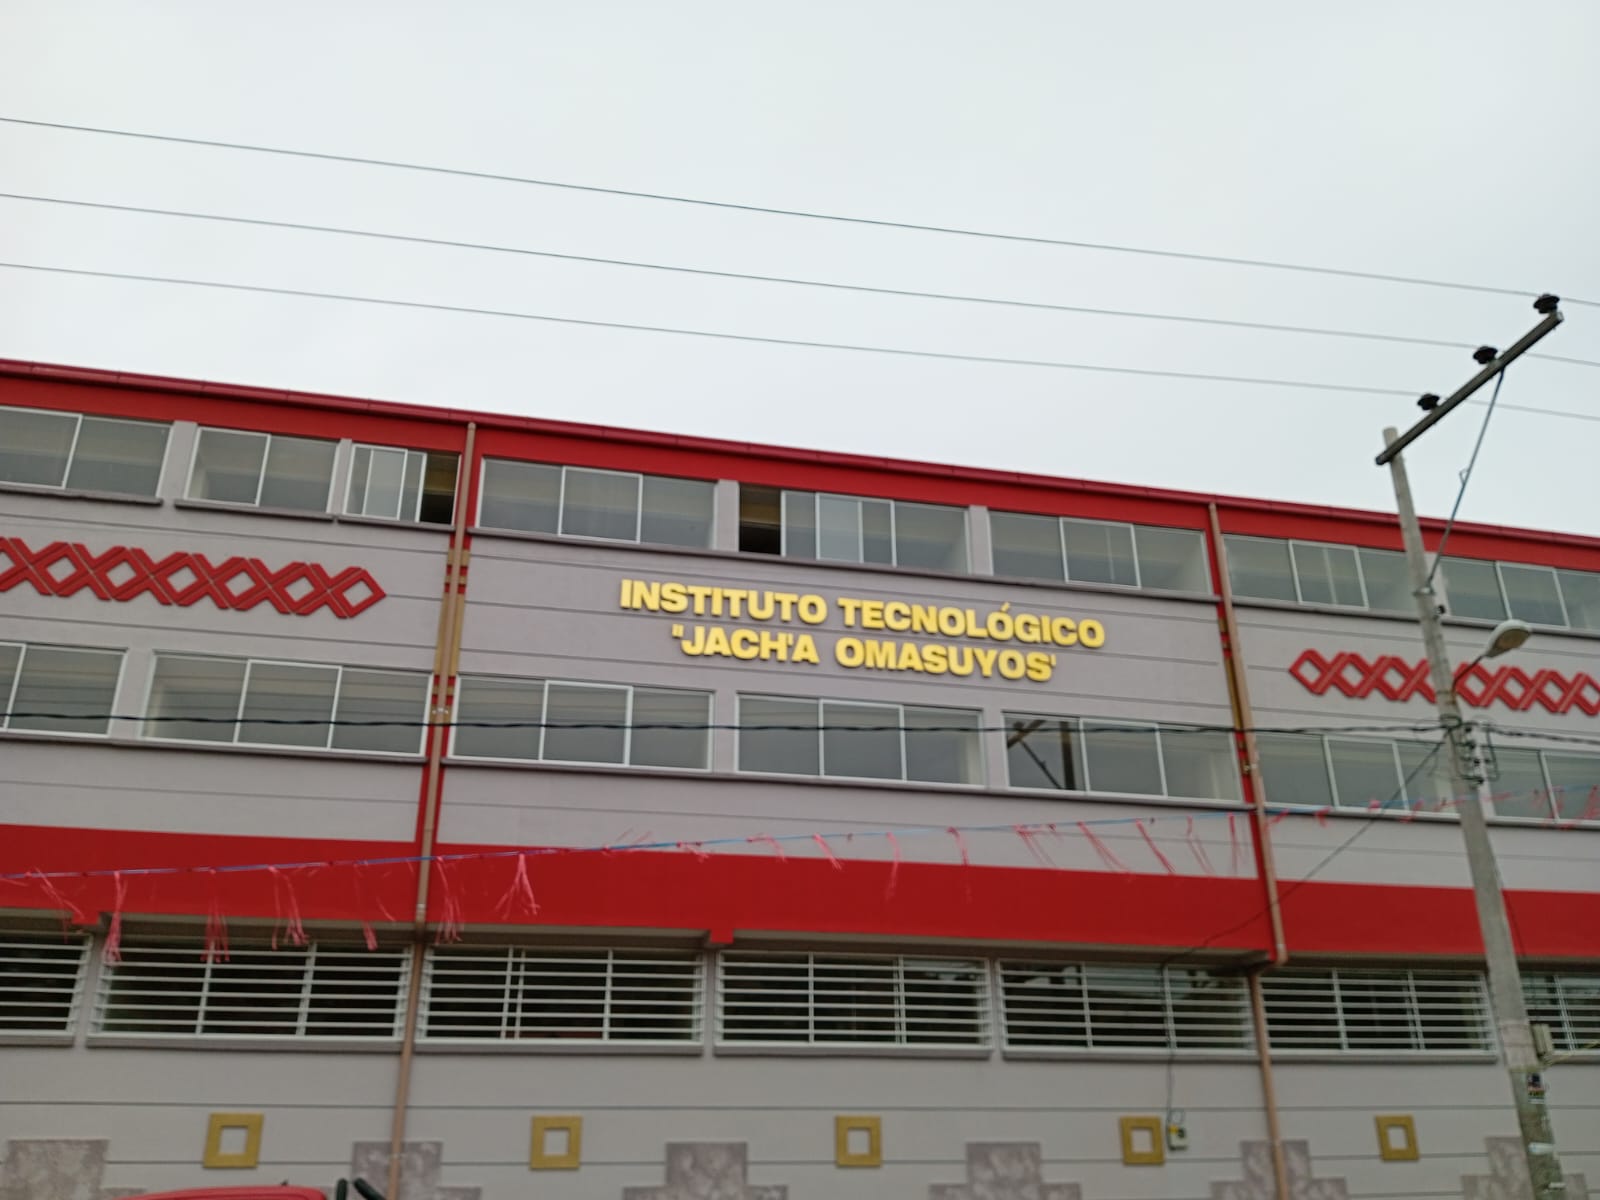 INSTITUTO TECNOLÓGICO
"JACH'A OMASUYOS"